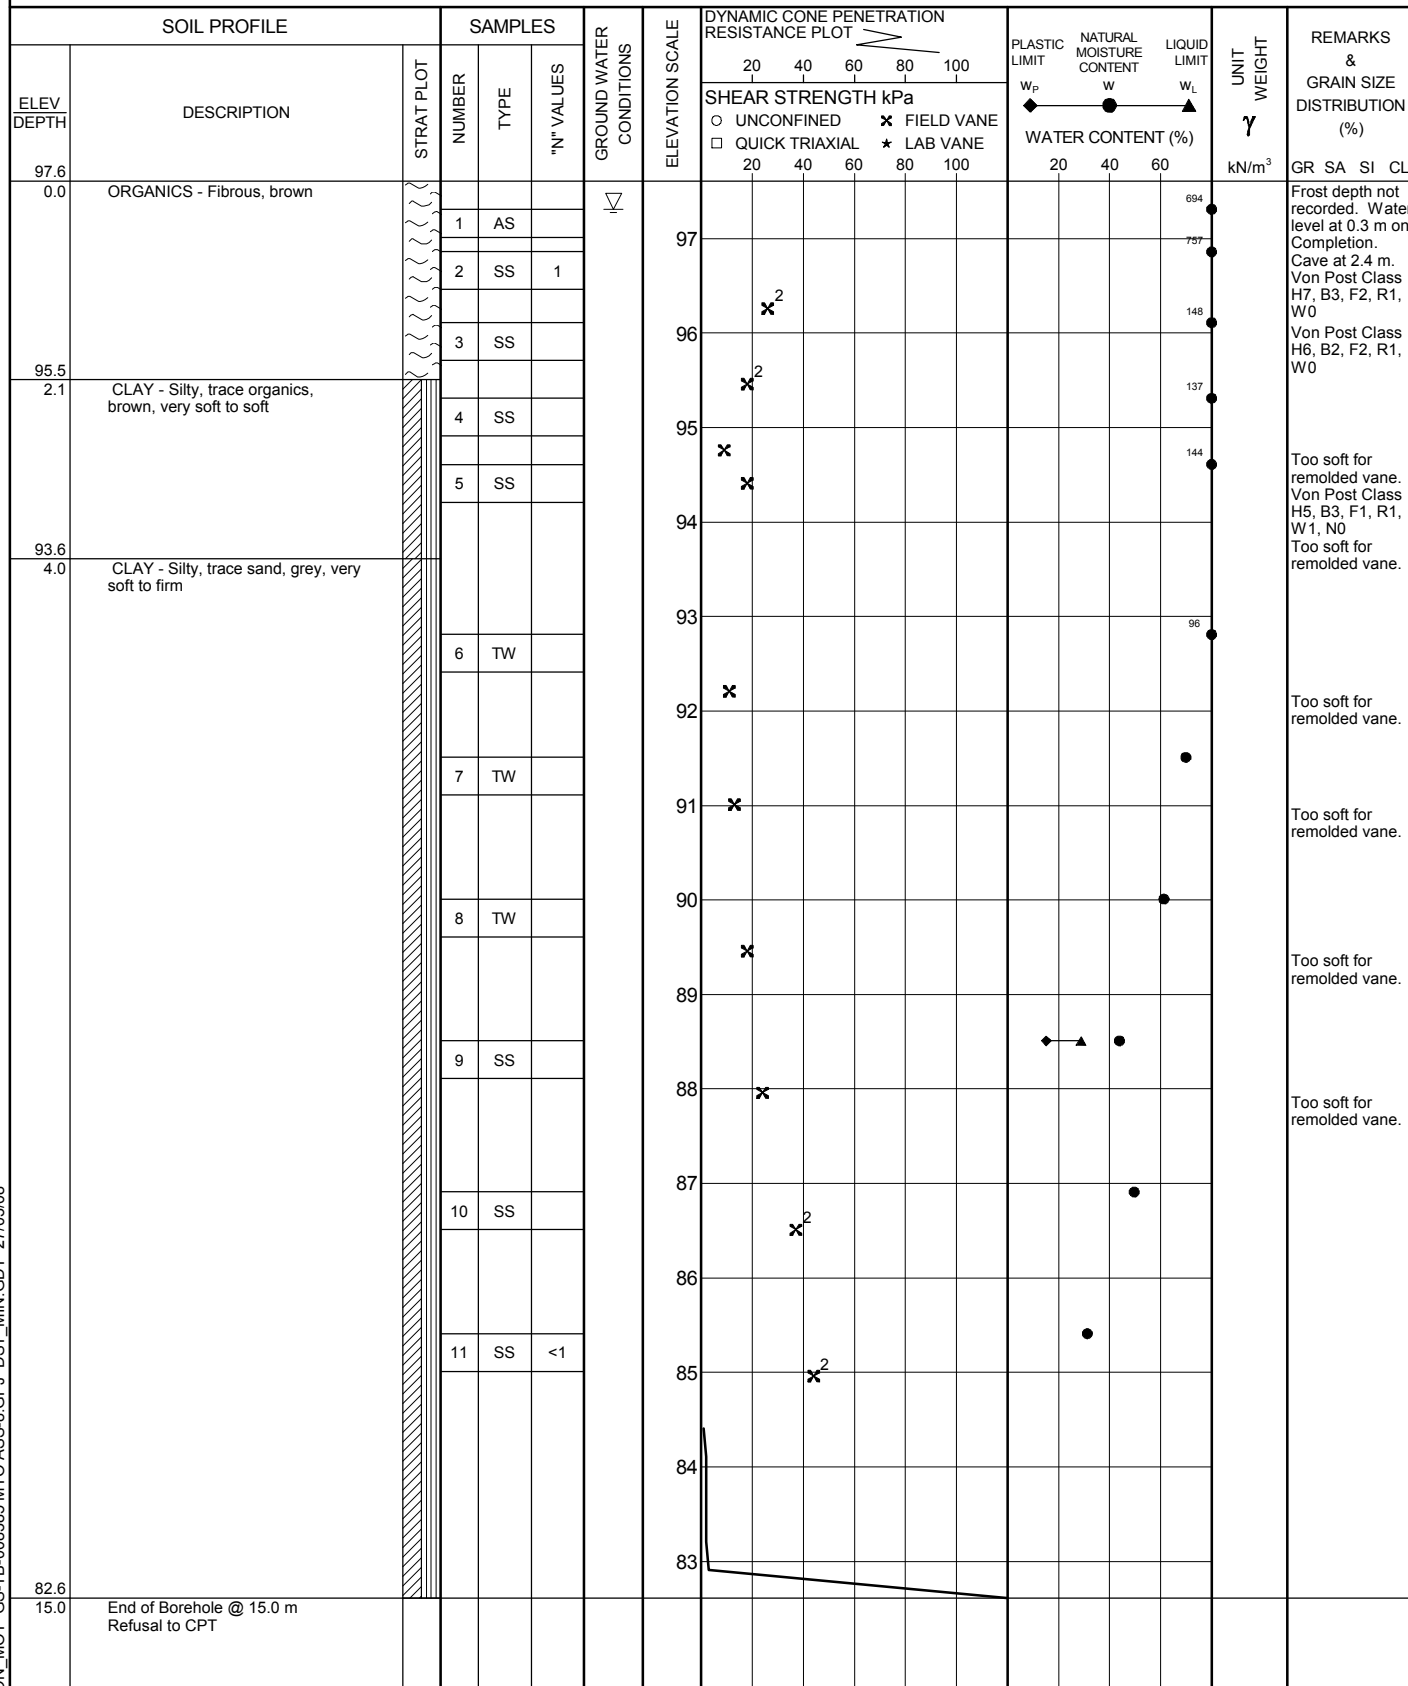 SOIL PROFILE
SAMPLES
GROUND WATER
CONDITIONS
ELEVATION SCALE
DYNAMIC CONE PENETRATION
RESISTANCE PLOT
20 40 60 80 100
SHEAR STRENGTH kPa
UNCONFINED
FIELD VANE
QUICK TRIAXIAL
LAB VANE
20 40 60 80 100
PLASTIC
LIMIT
NATURAL
MOISTURE
CONTENT
LIQUID
LIMIT
WP
W
WL
WATER CONTENT (%)
20 40 60
UNIT
WEIGHT
γ
kN/m3
REMARKS
&
GRAIN SIZE
DISTRIBUTION
(%)
GR SA SI CL
ELEV
DEPTH
DESCRIPTION
STRAT PLOT
NUMBER
TYPE
"N" VALUES
97.6
0.0
ORGANICS - Fibrous, brown
95.5
2.1
CLAY - Silty, trace organics,
brown, very soft to soft
93.6
4.0
CLAY - Silty, trace sand, grey, very
soft to firm
82.6
15.0
End of Borehole @ 15.0 m
Refusal to CPT
1 AS
2 SS 1
3 SS
4 SS
5 SS
6 TW
7 TW
8 TW
9 SS
10 SS
11 SS <1
97
96
95
94
93
92
91
90
89
88
87
86
85
84
83
2
2
2
2
694
757
148
137
144
96
Frost depth not
recorded. Water
level at 0.3 m on
Completion.
Cave at 2.4 m.
Von Post Class
H7, B3, F2, R1,
W0
Von Post Class
H6, B2, F2, R1,
W0
Too soft for
remolded vane.
Von Post Class
H5, B3, F1, R1,
W1, N0
Too soft for
remolded vane.
Too soft for
remolded vane.
Too soft for
remolded vane.
Too soft for
remolded vane.
Too soft for
remolded vane.